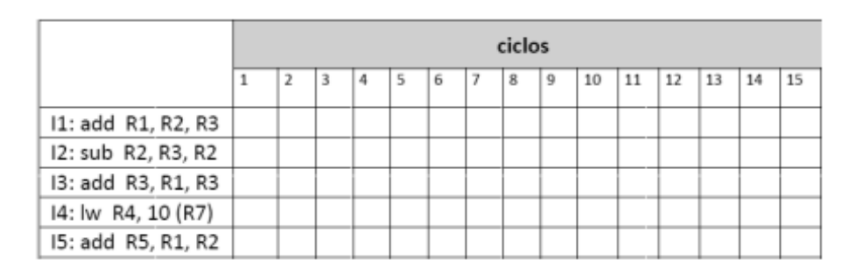 ciclos
1 2 3 4 5 6 7 8 9 10 11 12 13 14 15
I1: add R1, R2, R3
I2: sub R2, R3, R2
I3: add R3, R1, R3
I4: lw R4, 10 (R7)
I5: add R5, R1, R2